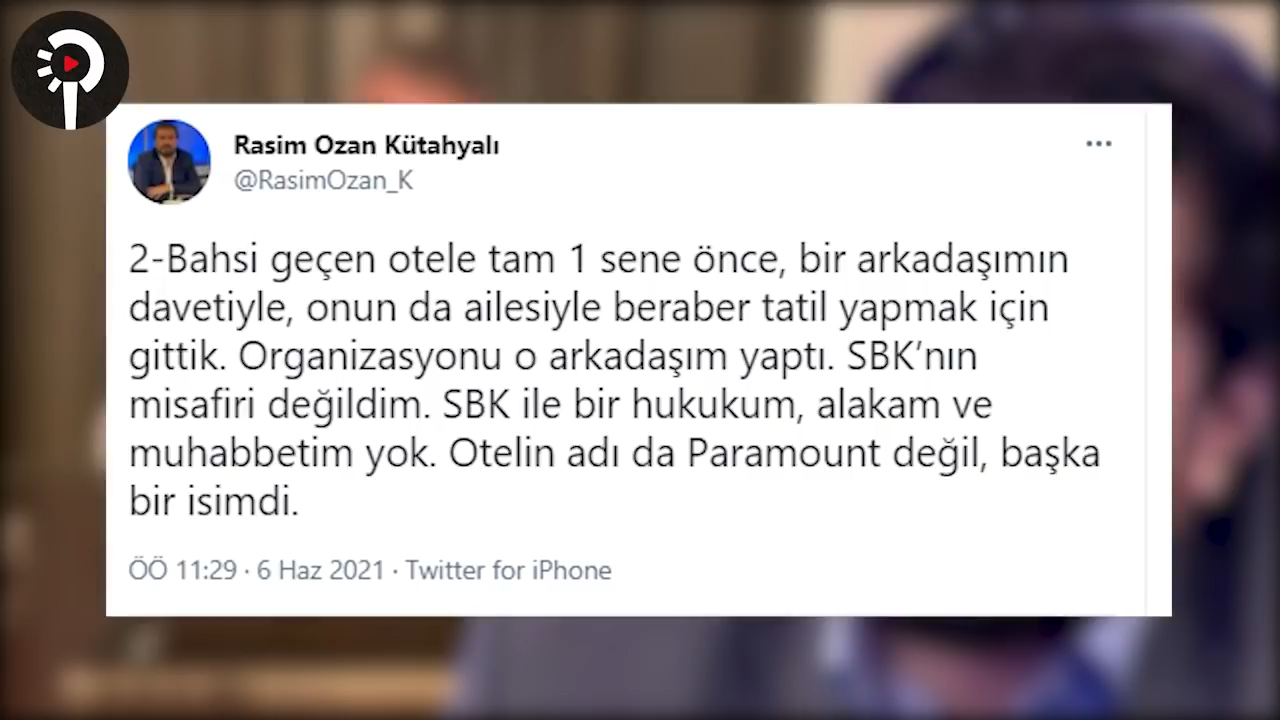 Rasim Ozan Kütahyalı
@RasimOzan_K
2-Bahsi geçen otele tam 1 sene önce, bir arkadaşımın
davetiyle, onun da ailesiyle beraber tatil yapmak için
gittik. Organizasyonu o arkadaşım yaptı. SBK’nın
misafiri değildim. SBK ile bir hukukum, alakam ve
muhabbetim yok. Otelin adı da Paramount değil, başka
bir isimdi.
ÖÖ 11:29 · 6 Haz 2021 · Twitter for iPhone